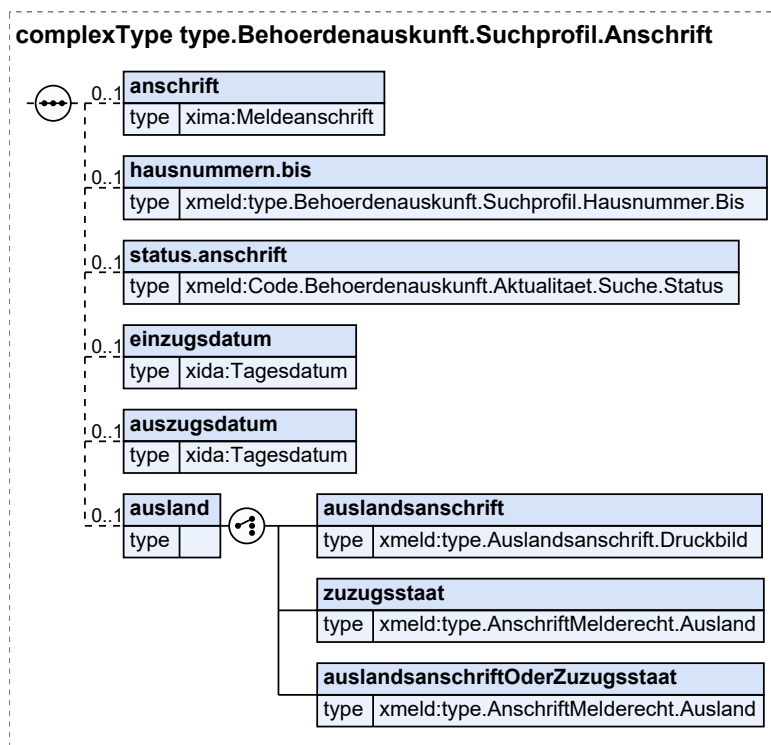 complexType type.Behoerdenauskunft.Suchprofil.Anschrift
0..1 anschrift
type xima:Meldeanschrift
0..1 hausnummern.bis
type xmeld:type.Behoerdenauskunft.Suchprofil.Hausnummer.Bis
0..1 status.anschrift
type xmeld:Code.Behoerdenauskunft.Aktualitaet.Suche.Status
0..1 einzugsdatum
type xida:Tagesdatum
0..1 auszugsdatum
type xida:Tagesdatum
0..1 ausland
type
auslandsanschrift
type xmeld:type.Auslandsanschrift.Druckbild
zuzugsstaat
type xmeld:type.AnschriftMelderecht.Ausland
auslandsanschriftOderZuzugsstaat
type xmeld:type.AnschriftMelderecht.Ausland